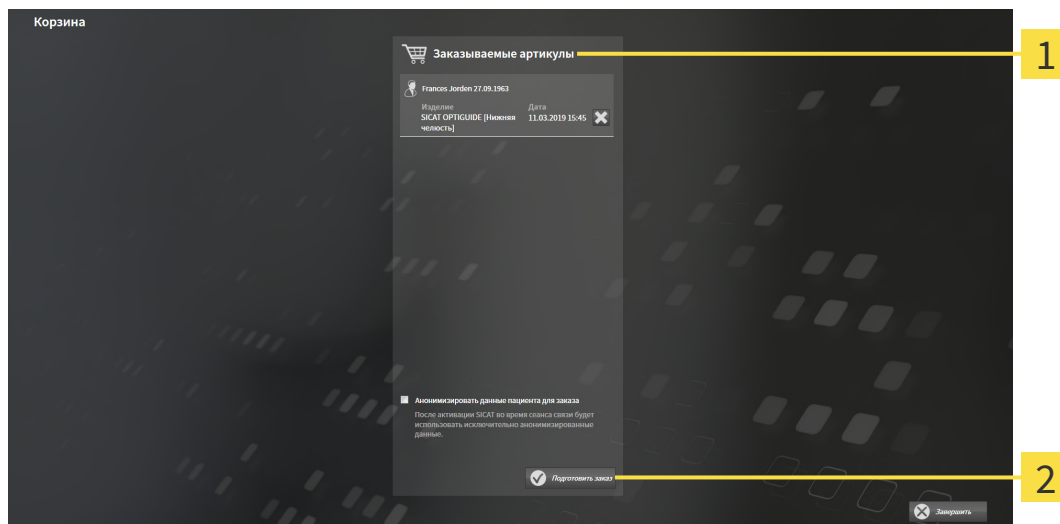 Корзина
Заказываемые артикулы
1
Frances Jorden 27.09.1963
Изделие Дата
SICAT OPTIGUIDE [Нижняя 11.03.2019 15:45
челюсть]
Анонимизировать данные пациента для заказа
После активации SICAT во время сеанса связи будет
использовать исключительно анонимизированные
данные.
Подготовить заказ
2
Завершить